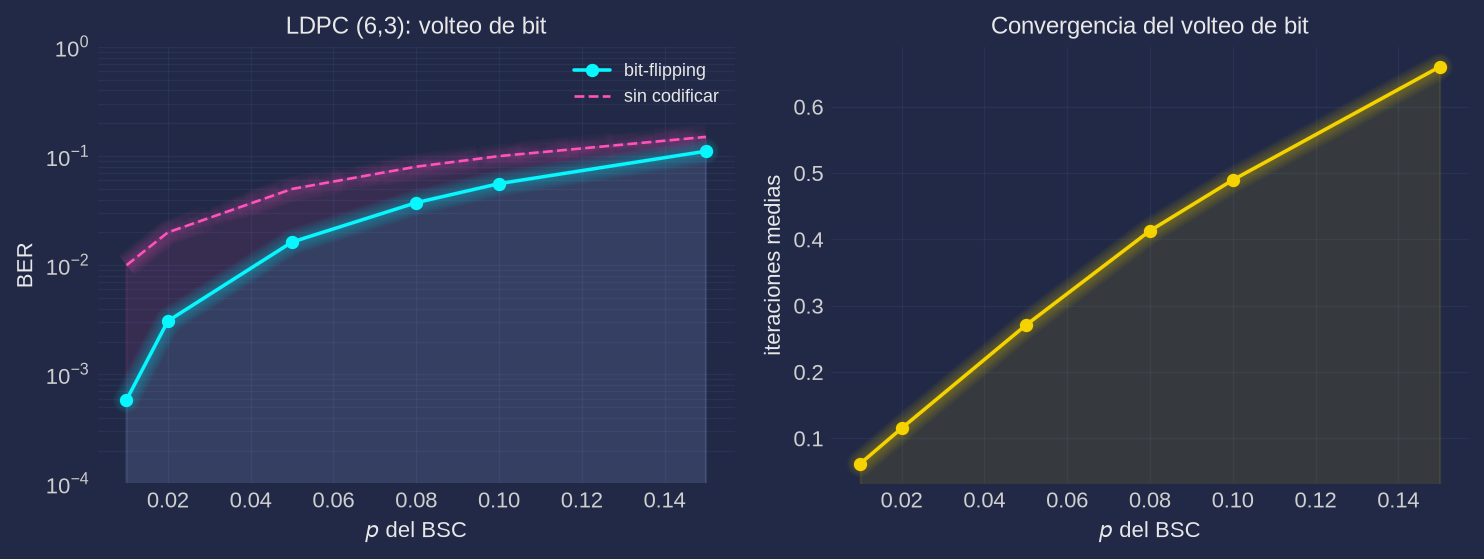 LDPC (6,3): volteo de bit
10⁰
10⁻¹
10⁻²
10⁻³
10⁻⁴
BER
bit-flipping
sin codificar
0.02 0.04 0.06 0.08 0.10 0.12 0.14
p del BSC
Convergencia del volteo de bit
0.6
0.5
0.4
0.3
0.2
0.1
iteraciones medias
0.02 0.04 0.06 0.08 0.10 0.12 0.14
p del BSC